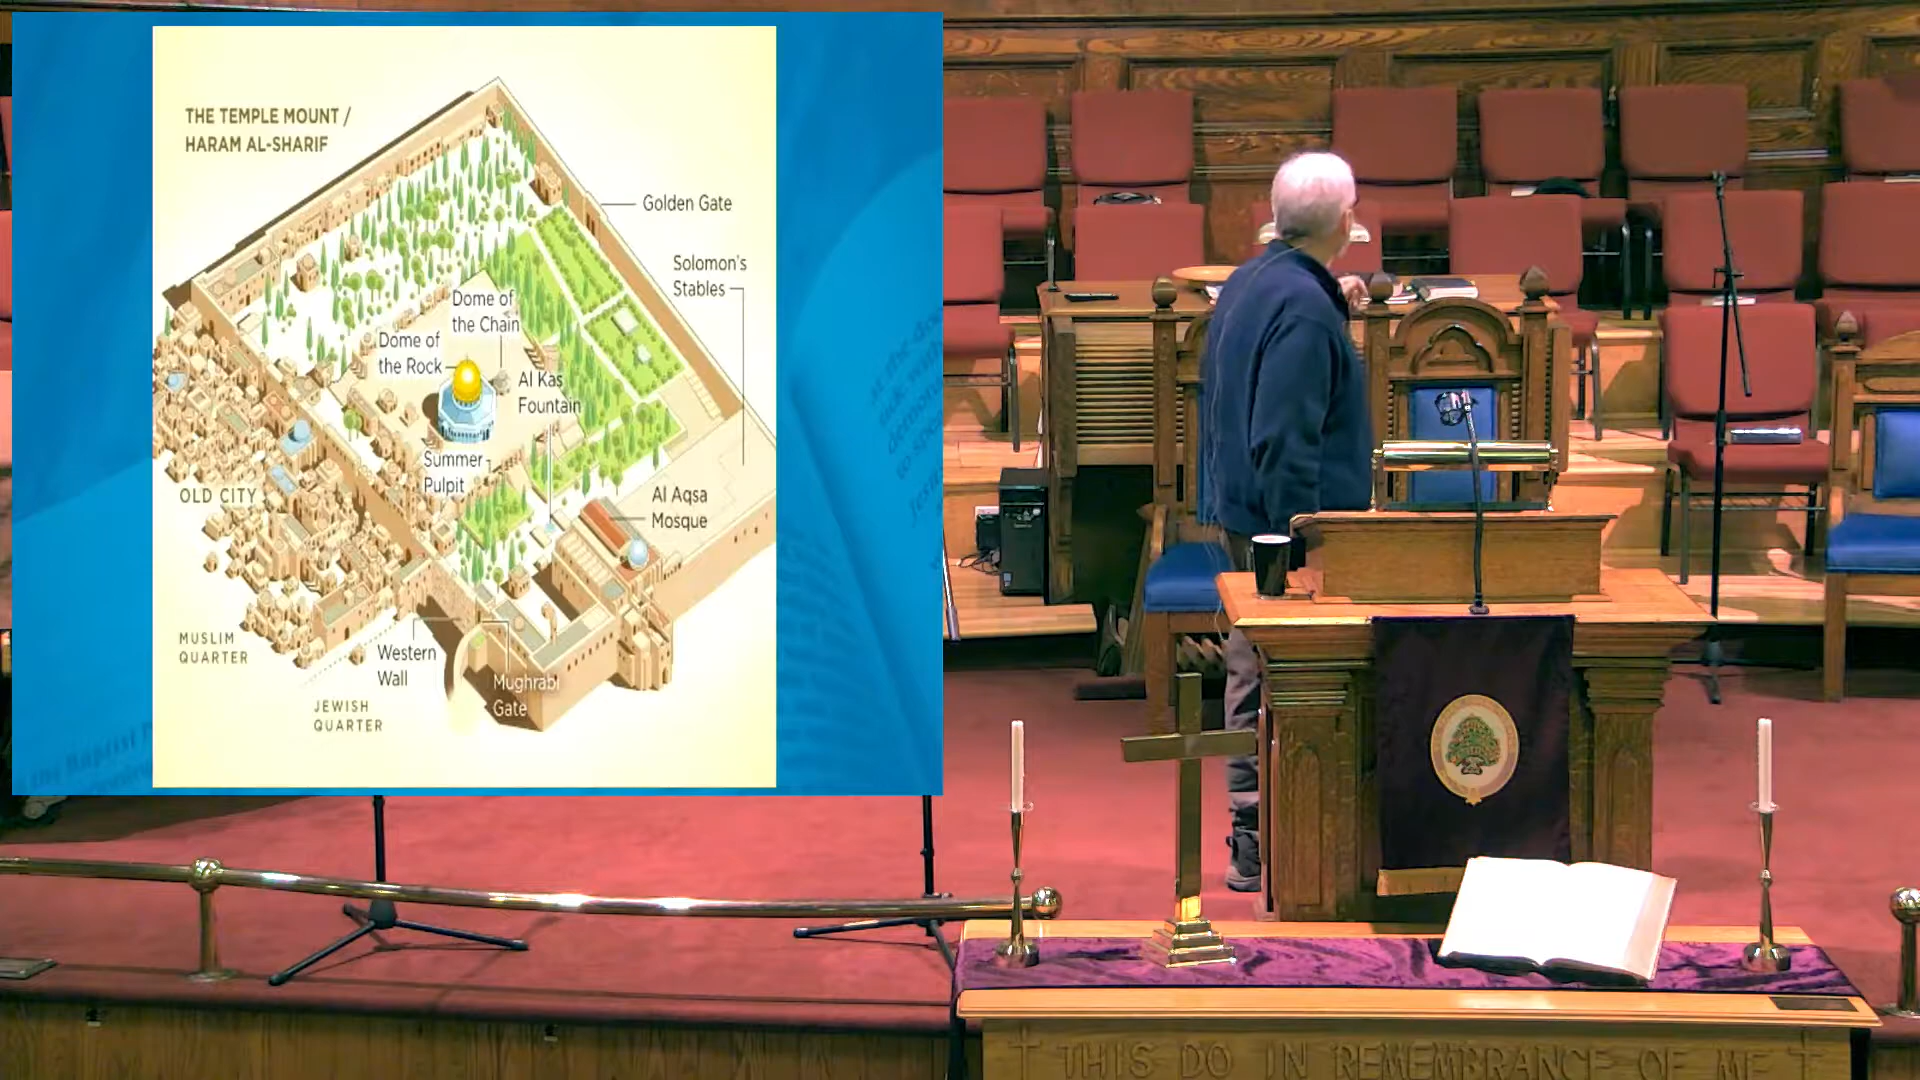 THE TEMPLE MOUNT /
HARAM AL-SHARIF
Golden Gate
Solomon's
Stables
Dome of
the Chain
Dome of
the Rock
Al Kas
Fountain
Summer
Pulpit
Al Aqsa
Mosque
OLD CITY
MUSLIM
QUARTER
Western
Wall
Mughrabi
Gate
JEWISH
QUARTER
the Baptist
THIS DO IN REMEMBRANCE OF ME